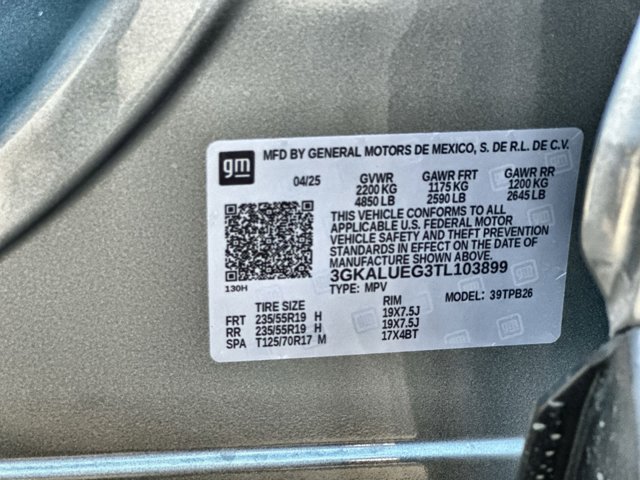 gm
MFD BY GENERAL MOTORS DE MEXICO, S. DE R.L. DE C.V.
04/25 GVWR GAWR FRT GAWR RR
2200 KG 1175 KG 1200 KG
4850 LB 2590 LB 2645 LB
THIS VEHICLE CONFORMS TO ALL
APPLICABLE U.S. FEDERAL MOTOR
VEHICLE SAFETY AND THEFT PREVENTION
STANDARDS IN EFFECT ON THE DATE OF
MANUFACTURE SHOWN ABOVE.
3GKALUEG3TL103899
130H
TYPE: MPV MODEL: 39TPB26
TIRE SIZE RIM
FRT 235/55R19 H 19X7.5J
RR 235/55R19 H 19X7.5J
SPA T125/70R17 M 17X4BT